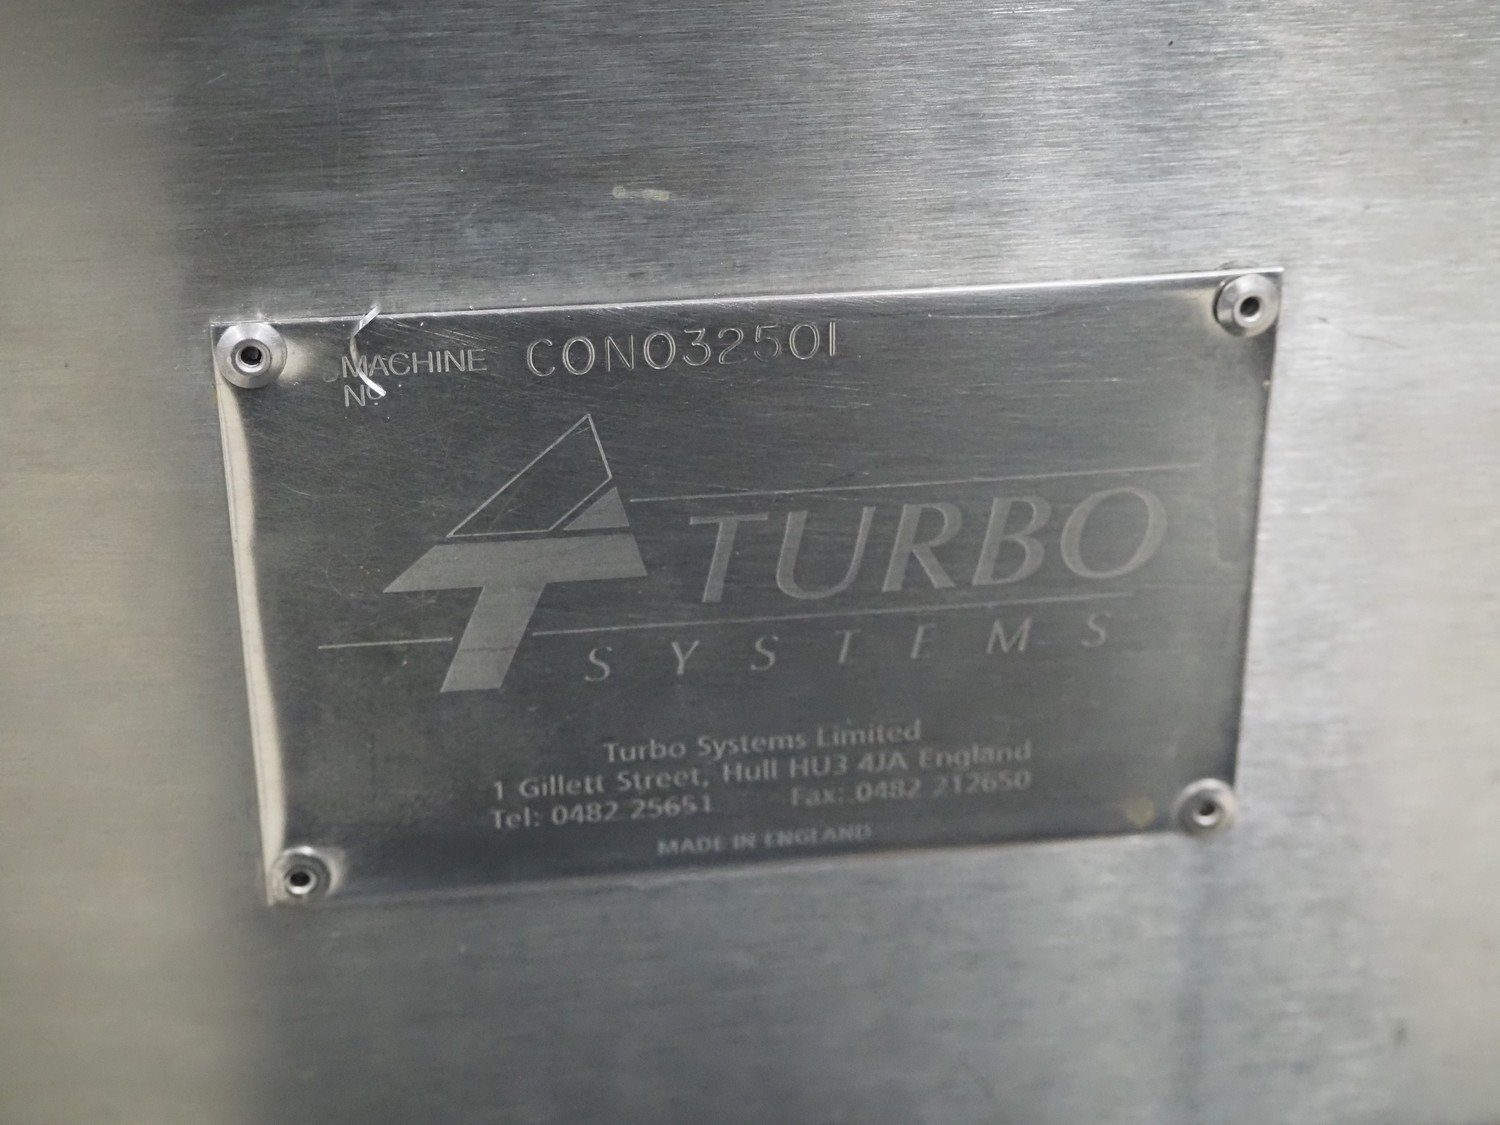 MACHINE CON032501
No
TURBO
SYSTEMS
Turbo Systems Limited
1 Gillett Street, Hull HU3 4JA England
Tel: 0482 25651 Fax: 0482 212650
MADE IN ENGLAND